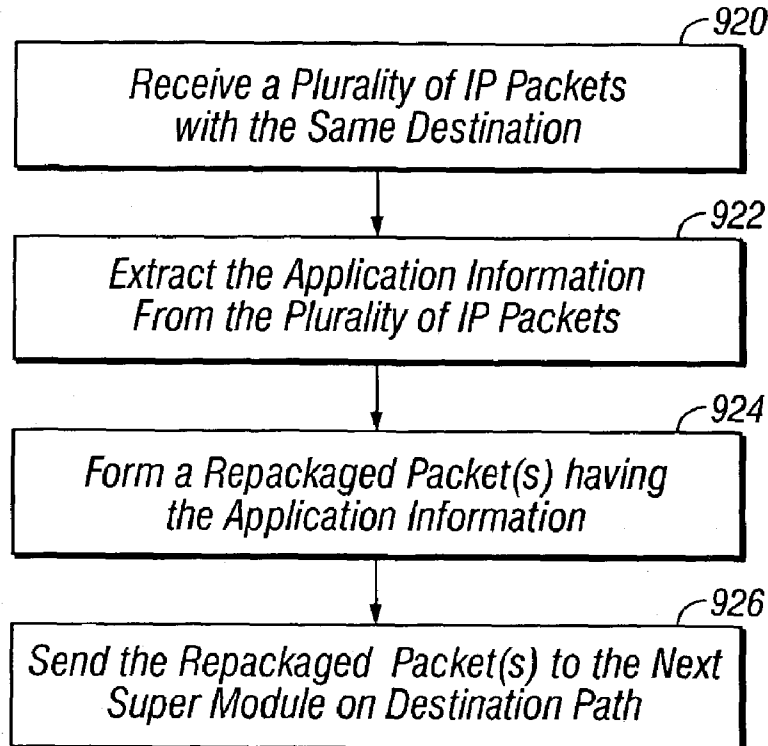 920
Receive a Plurality of IP Packets
with the Same Destination
922
Extract the Application Information
From the Plurality of IP Packets
924
Form a Repackaged Packet(s) having
the Application Information
926
Send the Repackaged Packet(s) to the Next
Super Module on Destination Path